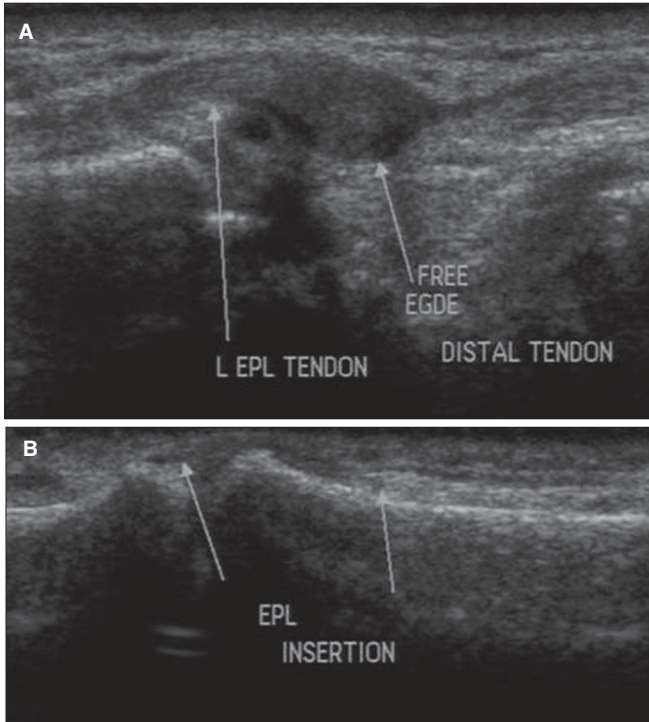 A
FREE
EGDE
L EPL TENDON
DISTAL TENDON
B
EPL
INSERTION